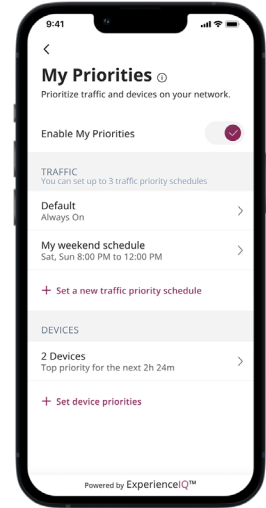 9:41
My Priorities
Prioritize traffic and devices on your network.
Enable My Priorities
TRAFFIC
You can set up to 3 traffic priority schedules
Default
Always On
My weekend schedule
Sat, Sun 8:00 PM to 12:00 PM
+ Set a new traffic priority schedule
DEVICES
2 Devices
Top priority for the next 2h 24m
+ Set device priorities
Powered by ExperienceIQ™